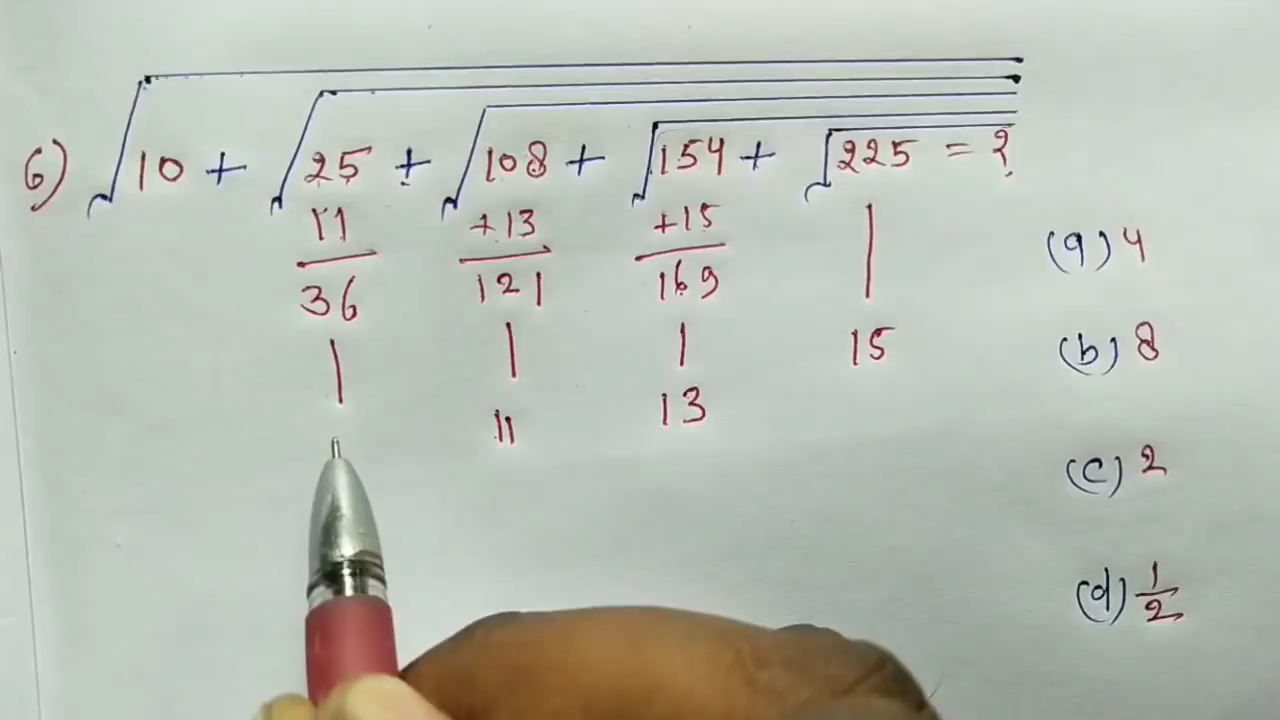 6) √10 + √25 + √108 + √154 + √225 = ?
11 +13 +15
36 121 169
15
11 13
(a) 4
(b) 8
(c) 2
(d) 1/2